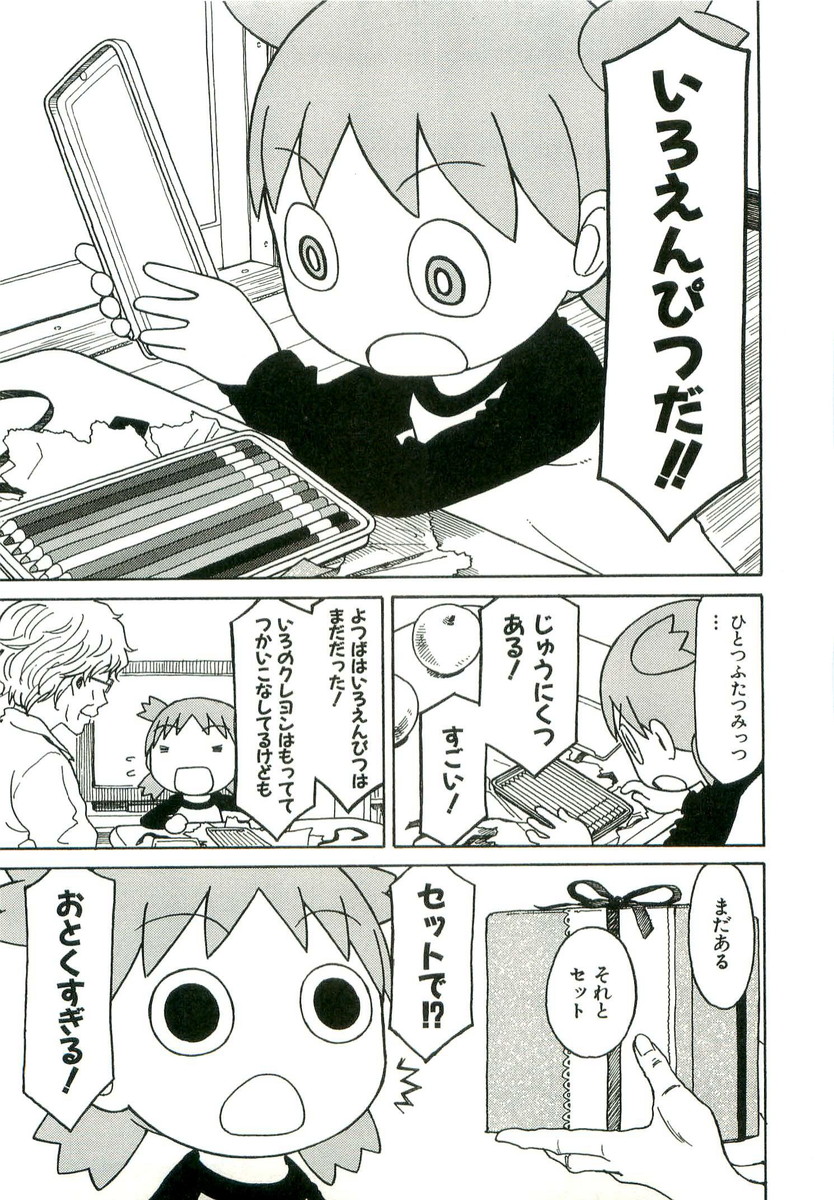 いろえんぴつだ!!
ひとつふたつみっつ
…
じゅうにくつ
ある!
すごい!
よつばはいろえんぴつは
まだだった!
いろのクレヨンはもってて
つかいこなしてるけども
まだある
それと
セット
セットで!?
おとくすぎる!